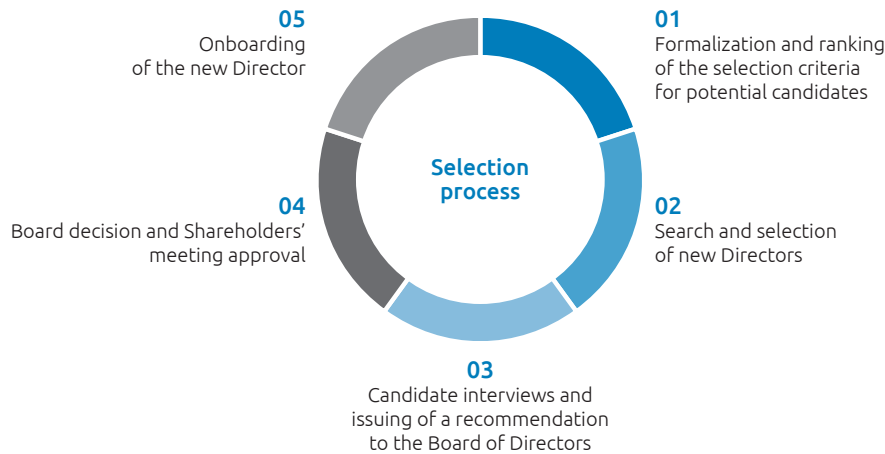 Selection
process
01
Formalization and ranking
of the selection criteria
for potential candidates
02
Search and selection
of new Directors
03
Candidate interviews and
issuing of a recommendation
to the Board of Directors
04
Board decision and Shareholders’
meeting approval
05
Onboarding
of the new Director